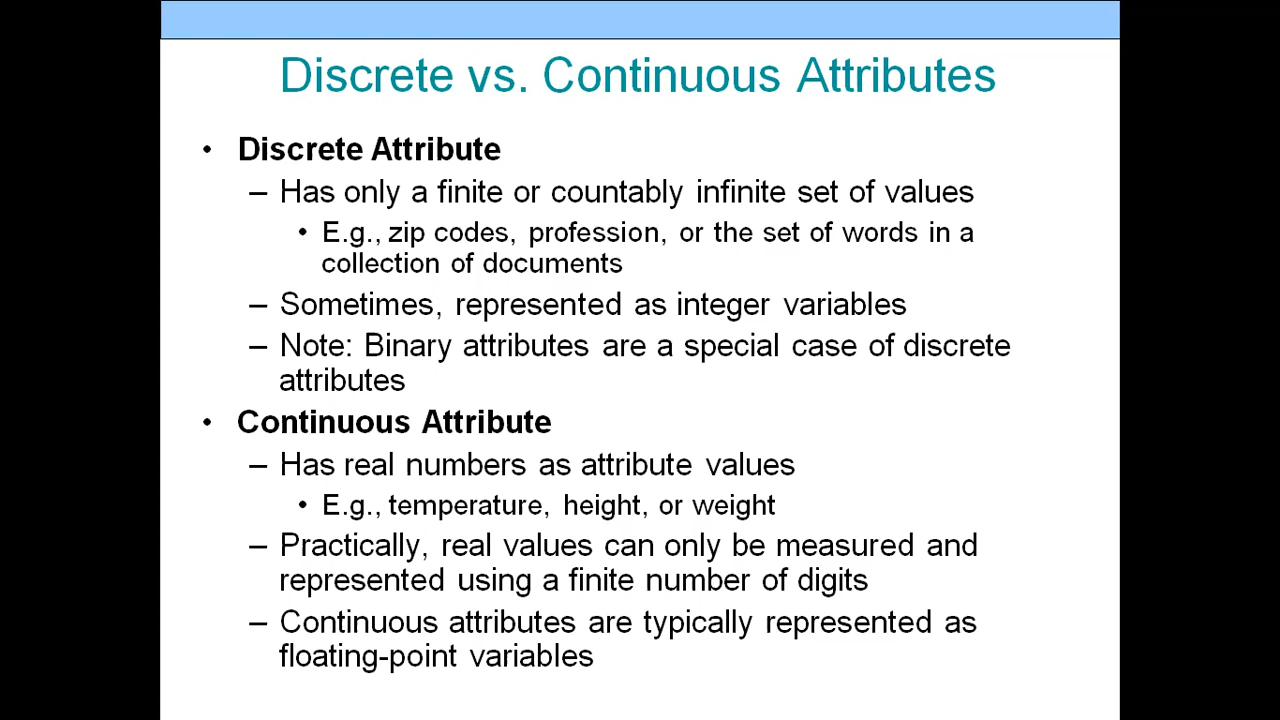 Discrete vs. Continuous Attributes
• Discrete Attribute
– Has only a finite or countably infinite set of values
• E.g., zip codes, profession, or the set of words in a
collection of documents
– Sometimes, represented as integer variables
– Note: Binary attributes are a special case of discrete
attributes
• Continuous Attribute
– Has real numbers as attribute values
• E.g., temperature, height, or weight
– Practically, real values can only be measured and
represented using a finite number of digits
– Continuous attributes are typically represented as
floating-point variables